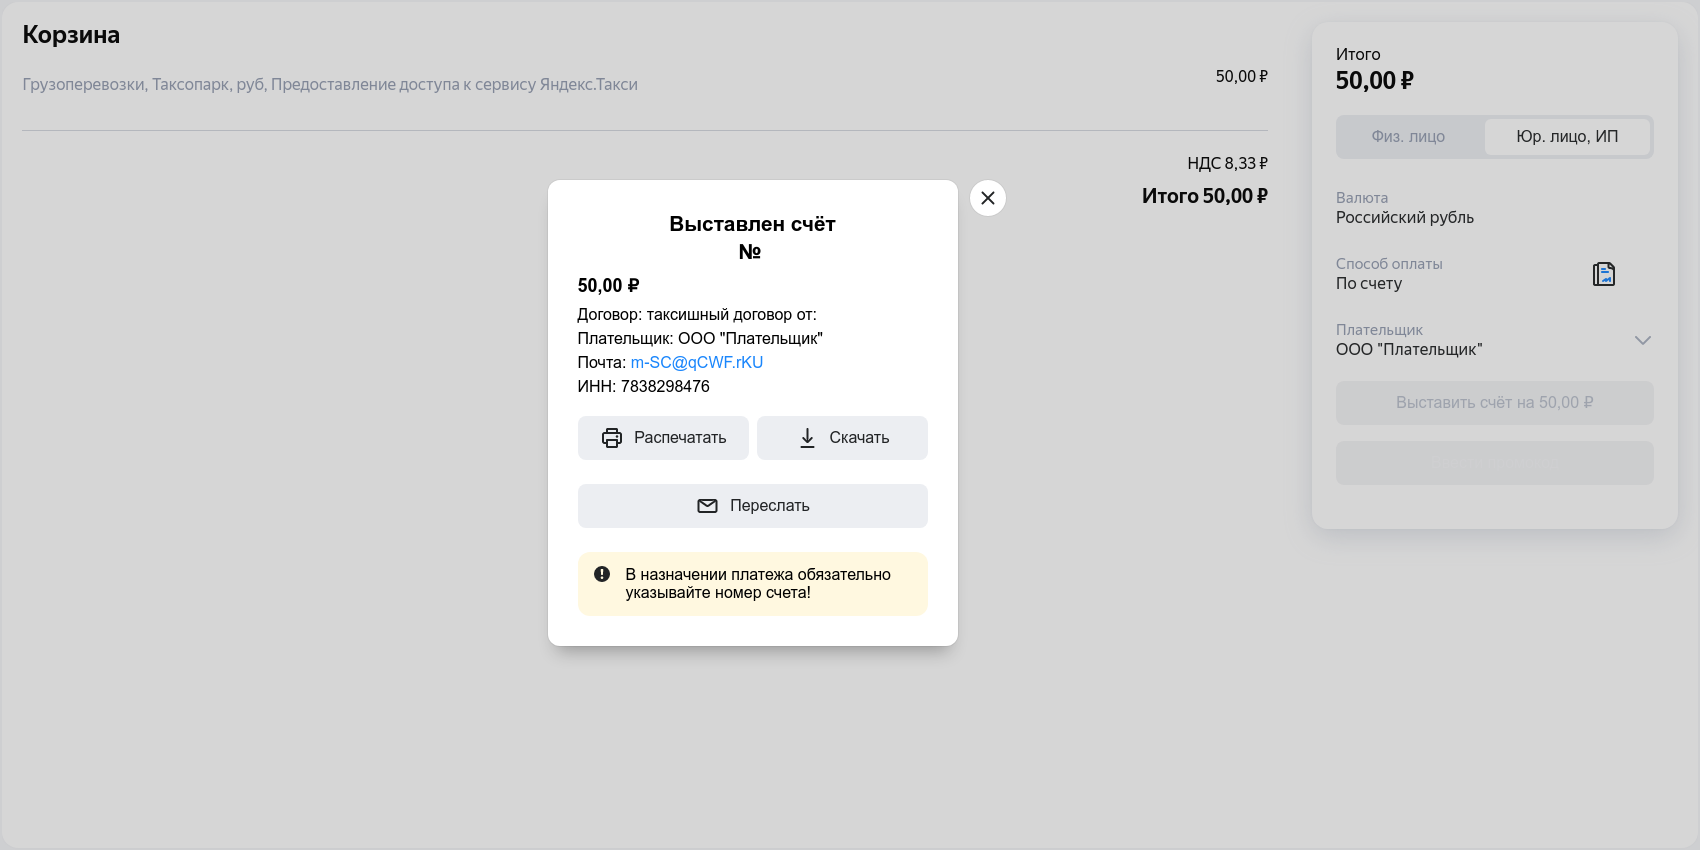 Корзина
Грузоперевозки, Таксопарк, руб, Предоставление доступа к сервису Яндекс.Такси
50,00 ₽
НДС 8,33 ₽
Итого 50,00 ₽
Выставлен счёт
№
50,00 ₽
Договор: таксишный договор от:
Плательщик: ООО "Плательщик"
Почта: m-SC@qCWF.rKU
ИНН: 7838298476
Распечатать
Скачать
Переслать
В назначении платежа обязательно
указывайте номер счета!
Итого
50,00 ₽
Физ. лицо
Юр. лицо, ИП
Валюта
Российский рубль
Способ оплаты
По счету
Плательщик
ООО "Плательщик"
Выставить счёт на 50,00 ₽